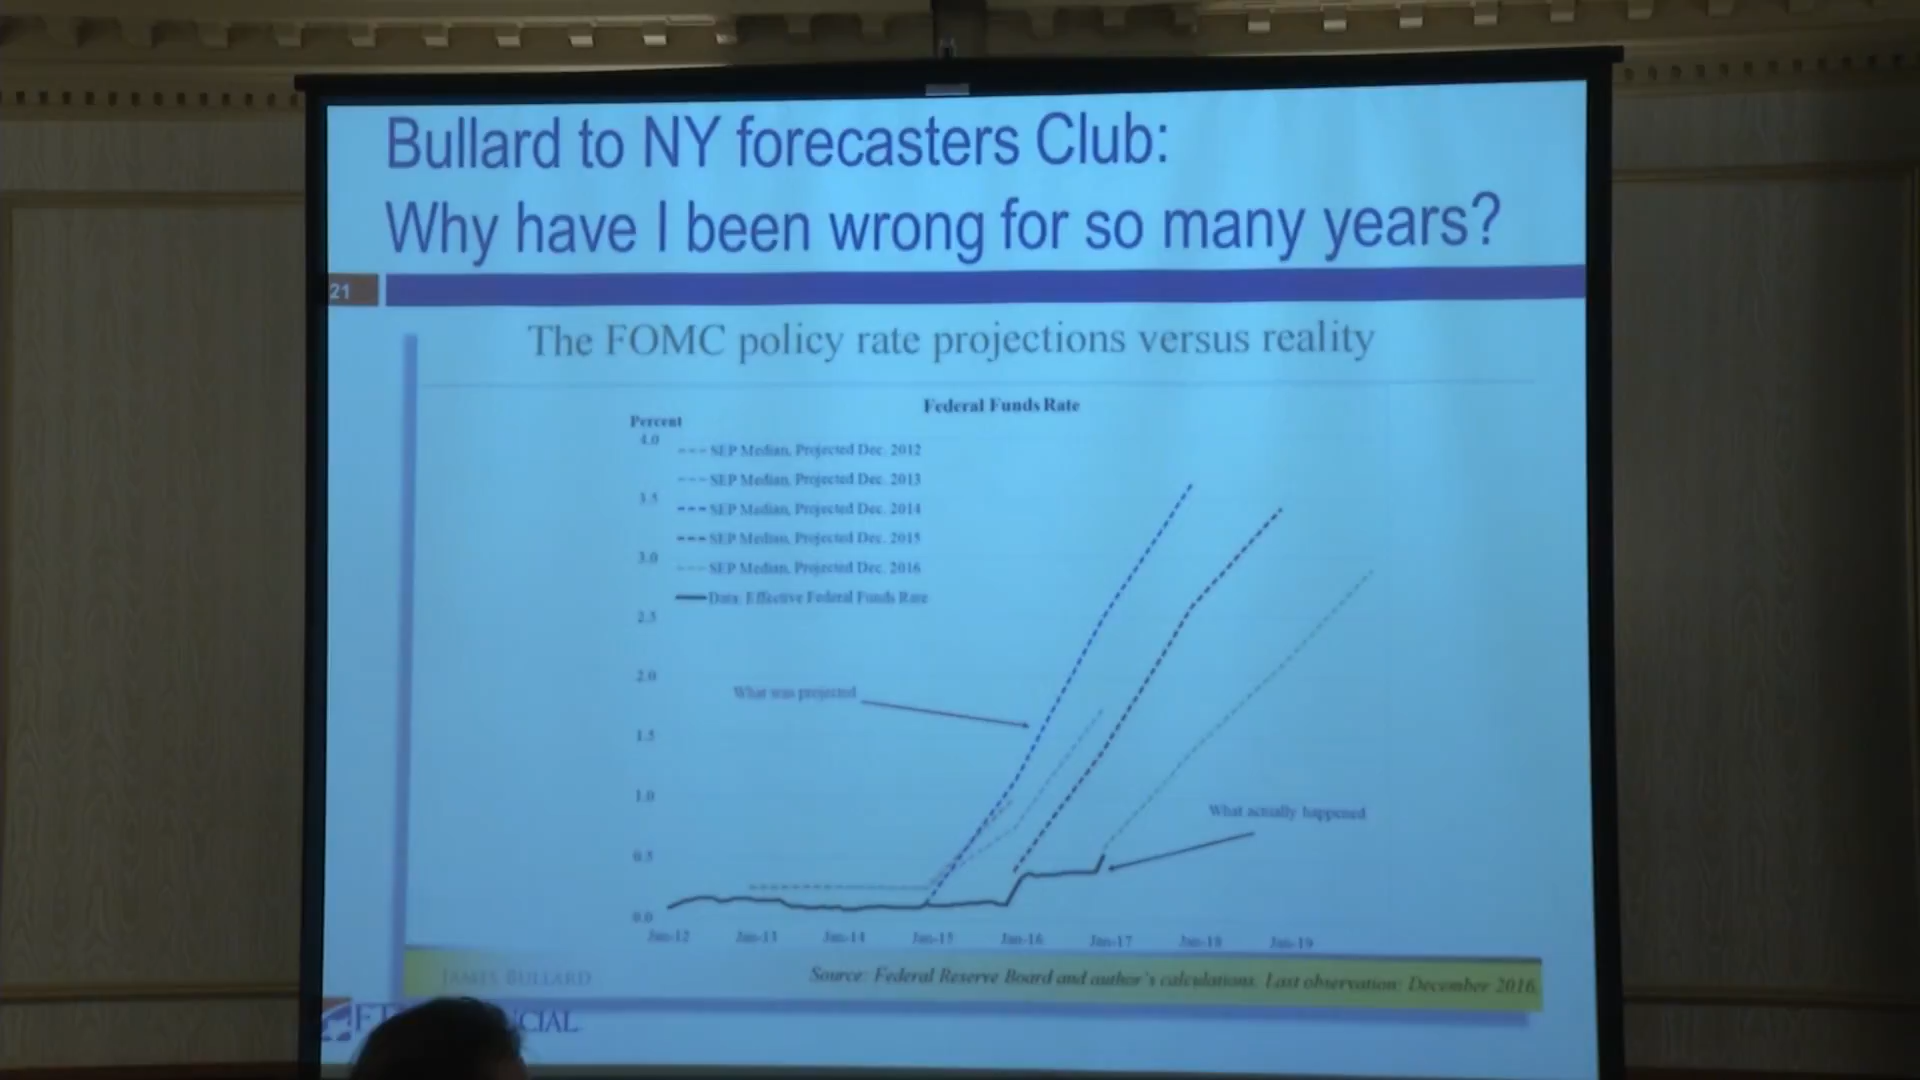 Bullard to NY forecasters Club:
Why have I been wrong for so many years?
21
The FOMC policy rate projections versus reality
Federal Funds Rate
Percent
4.0
SEP Median, Projected Dec. 2012
SEP Median, Projected Dec. 2013
3.5
SEP Median, Projected Dec. 2014
SEP Median, Projected Dec. 2015
3.0
SEP Median, Projected Dec. 2016
Data: Effective Federal Funds Rate
2.5
2.0
What was projected
1.5
1.0
What actually happened
0.5
0.0
Jan-12 Jan-13 Jan-14 Jan-15 Jan-16 Jan-17 Jan-18 Jan-19
JAMES BULLARD
Source: Federal Reserve Board and author's calculations. Last observation: December 2016.